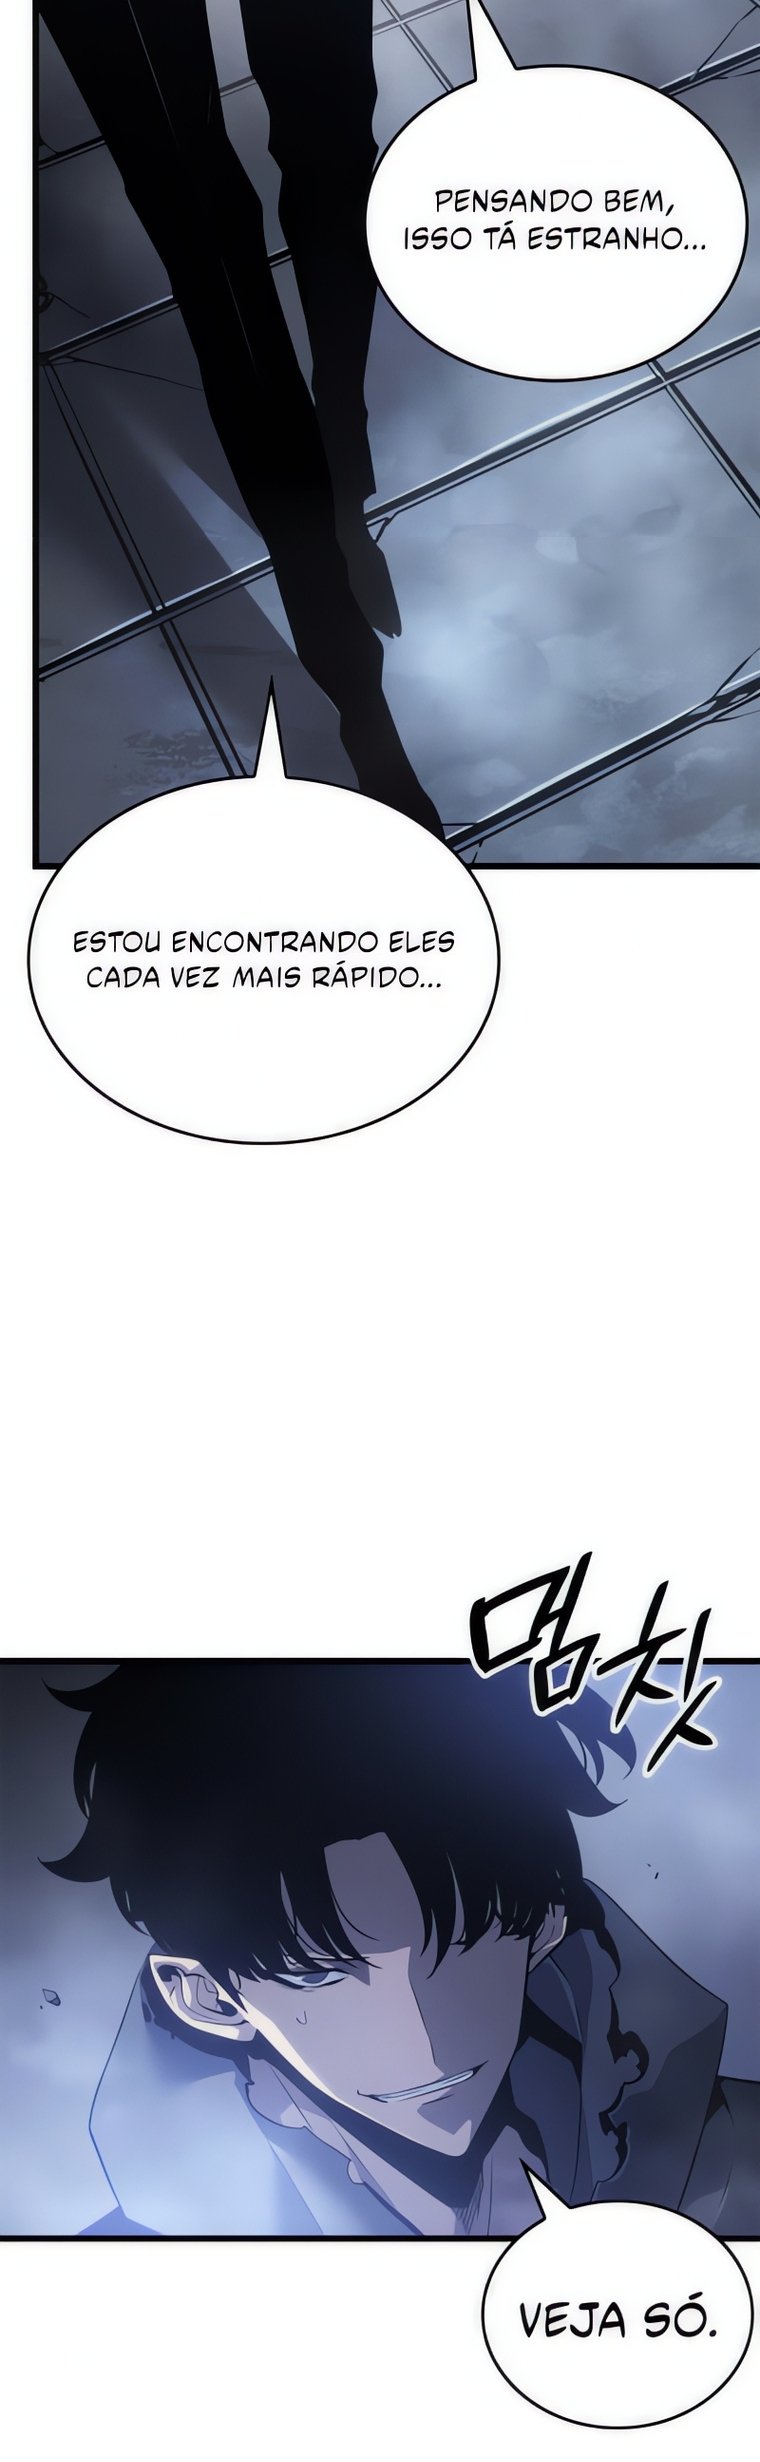 PENSANDO BEM,
ISSO TÁ ESTRANHO...
ESTOU ENCONTRANDO ELES
CADA VEZ MAIS RÁPIDO...
멈칫
VEJA SÓ.